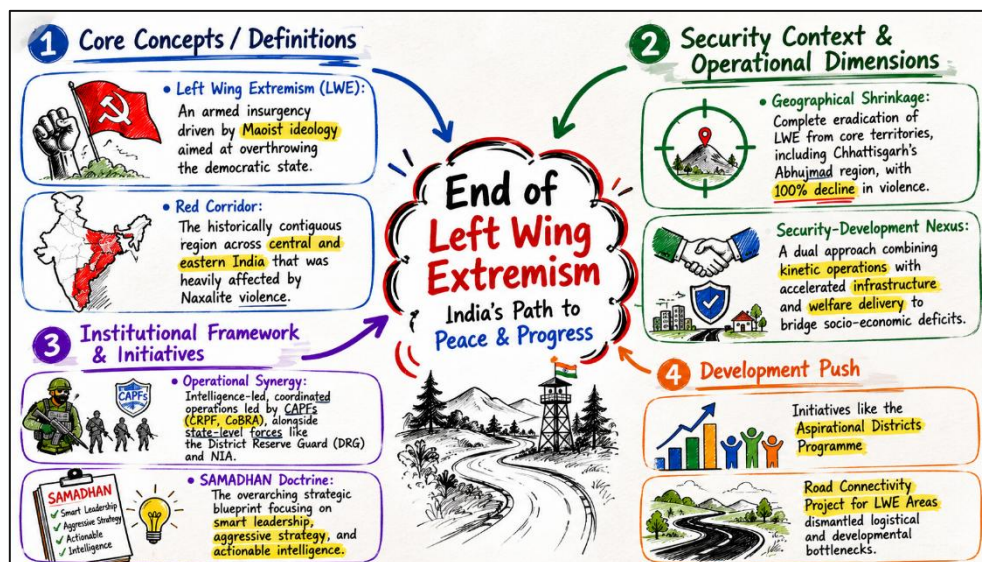 1 Core Concepts / Definitions
• Left Wing Extremism (LWE):
An armed insurgency
driven by Maoist ideology
aimed at overthrowing
the democratic state.
• Red Corridor:
The historically contiguous
region across central and
eastern India that was
heavily affected by
Naxalite violence.
2 Security Context &
Operational Dimensions
• Geographical Shrinkage:
Complete eradication of
LWE from core territories,
including Chhattisgarh's
Abhujmad region, with
100% decline in violence.
• Security-Development Nexus:
A dual approach combining
kinetic operations with
accelerated infrastructure
and welfare delivery to
bridge socio-economic deficits.
End of
Left Wing
Extremism
India's Path to
Peace & Progress
3 Institutional Framework
& Initiatives
CAPFs
• Operational Synergy:
Intelligence-led, coordinated
operations led by CAPFs
(CRPF, CoBRA), alongside
state-level forces like
the District Reserve Guard (DRG)
and NIA.
SAMADHAN
✓ Smart Leadership
✓ Aggressive Strategy
✓ Actionable
✓ Intelligence
• SAMADHAN Doctrine:
The overarching strategic
blueprint focusing on
smart leadership,
aggressive strategy, and
actionable intelligence.
4 Development Push
Initiatives like the
Aspirational Districts
Programme
Road Connectivity
Project for LWE Areas
dismantled logistical
and developmental
bottlenecks.